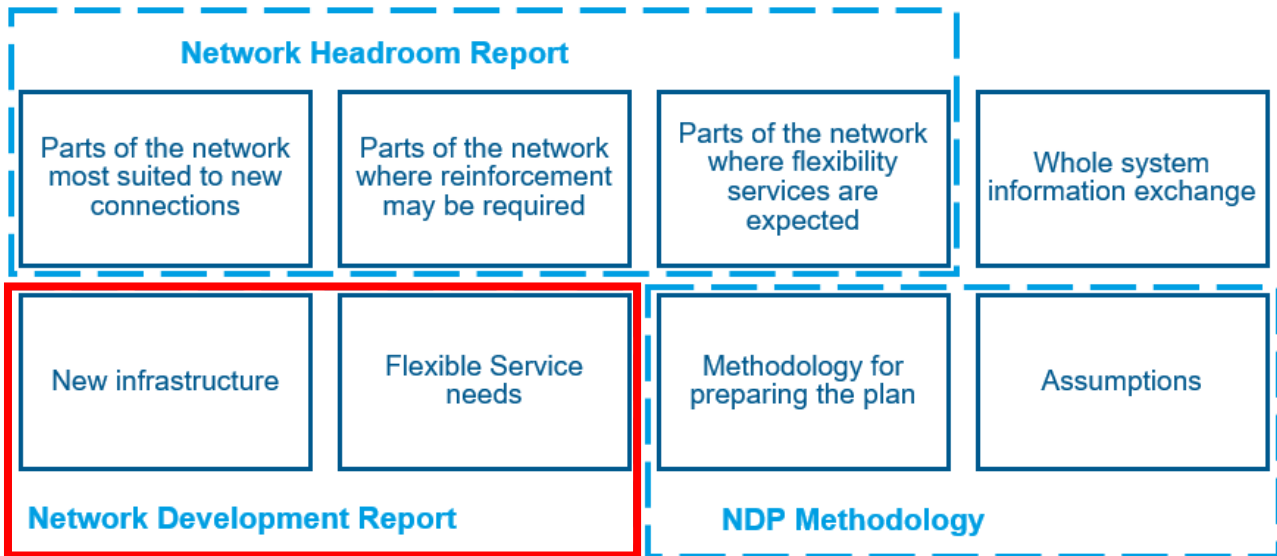 Network Headroom Report
Parts of the network
most suited to new
connections
Parts of the network
where reinforcement
may be required
Parts of the network
where flexibility
services are
expected
Whole system
information exchange
New infrastructure
Flexible Service
needs
Methodology for
preparing the plan
Assumptions
Network Development Report
NDP Methodology